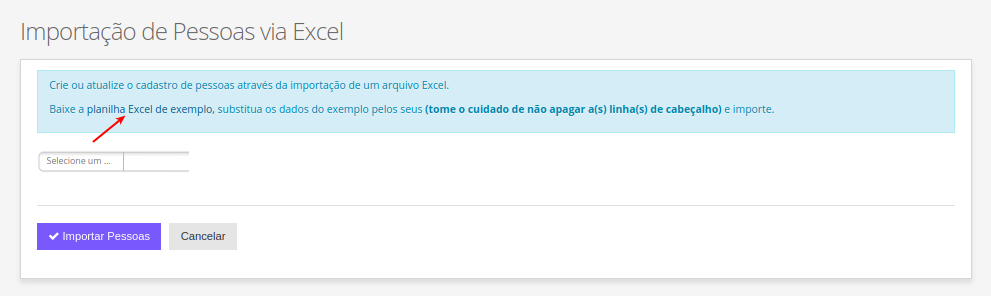 Importação de Pessoas via Excel
Crie ou atualize o cadastro de pessoas através da importação de um arquivo Excel.
Baixe a planilha Excel de exemplo, substitua os dados do exemplo pelos seus (tome o cuidado de não apagar a(s) linha(s) de cabeçalho) e importe.
Selecione um ...
Importar Pessoas Cancelar